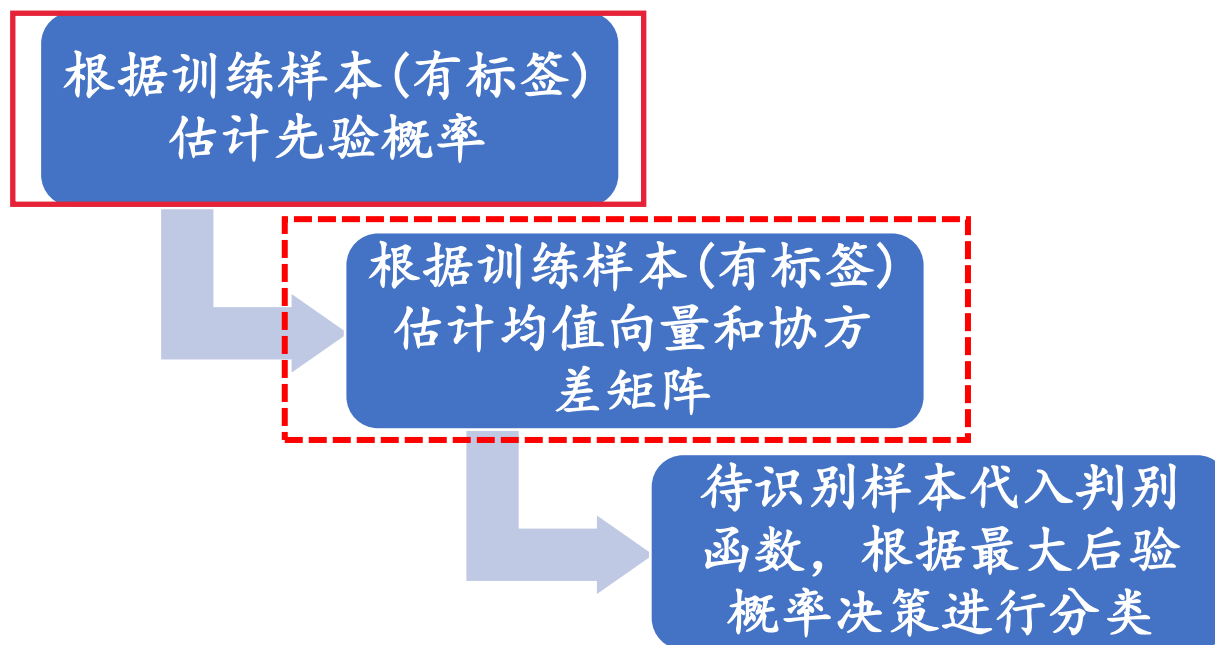 根据训练样本(有标签)
估计先验概率
根据训练样本(有标签)
估计均值向量和协方
差矩阵
待识别样本代入判别
函数，根据最大后验
概率决策进行分类